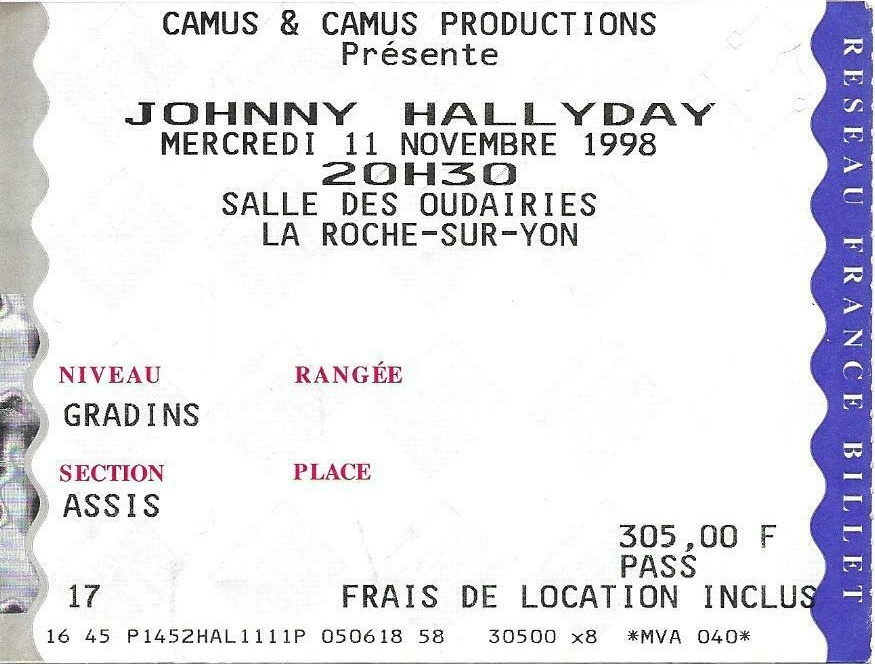 CAMUS & CAMUS PRODUCTIONS
Présente
JOHNNY HALLYDAY
MERCREDI 11 NOVEMBRE 1998
20H30
SALLE DES OUDAIRIES
LA ROCHE-SUR-YON
NIVEAU RANGÉE
GRADINS
SECTION PLACE
ASSIS
305,00 F
PASS
17 FRAIS DE LOCATION INCLUS
16 45 P1452HAL1111P 050618 58 30500 x8 *MVA 040*
RESEAU FRANCE BILLET